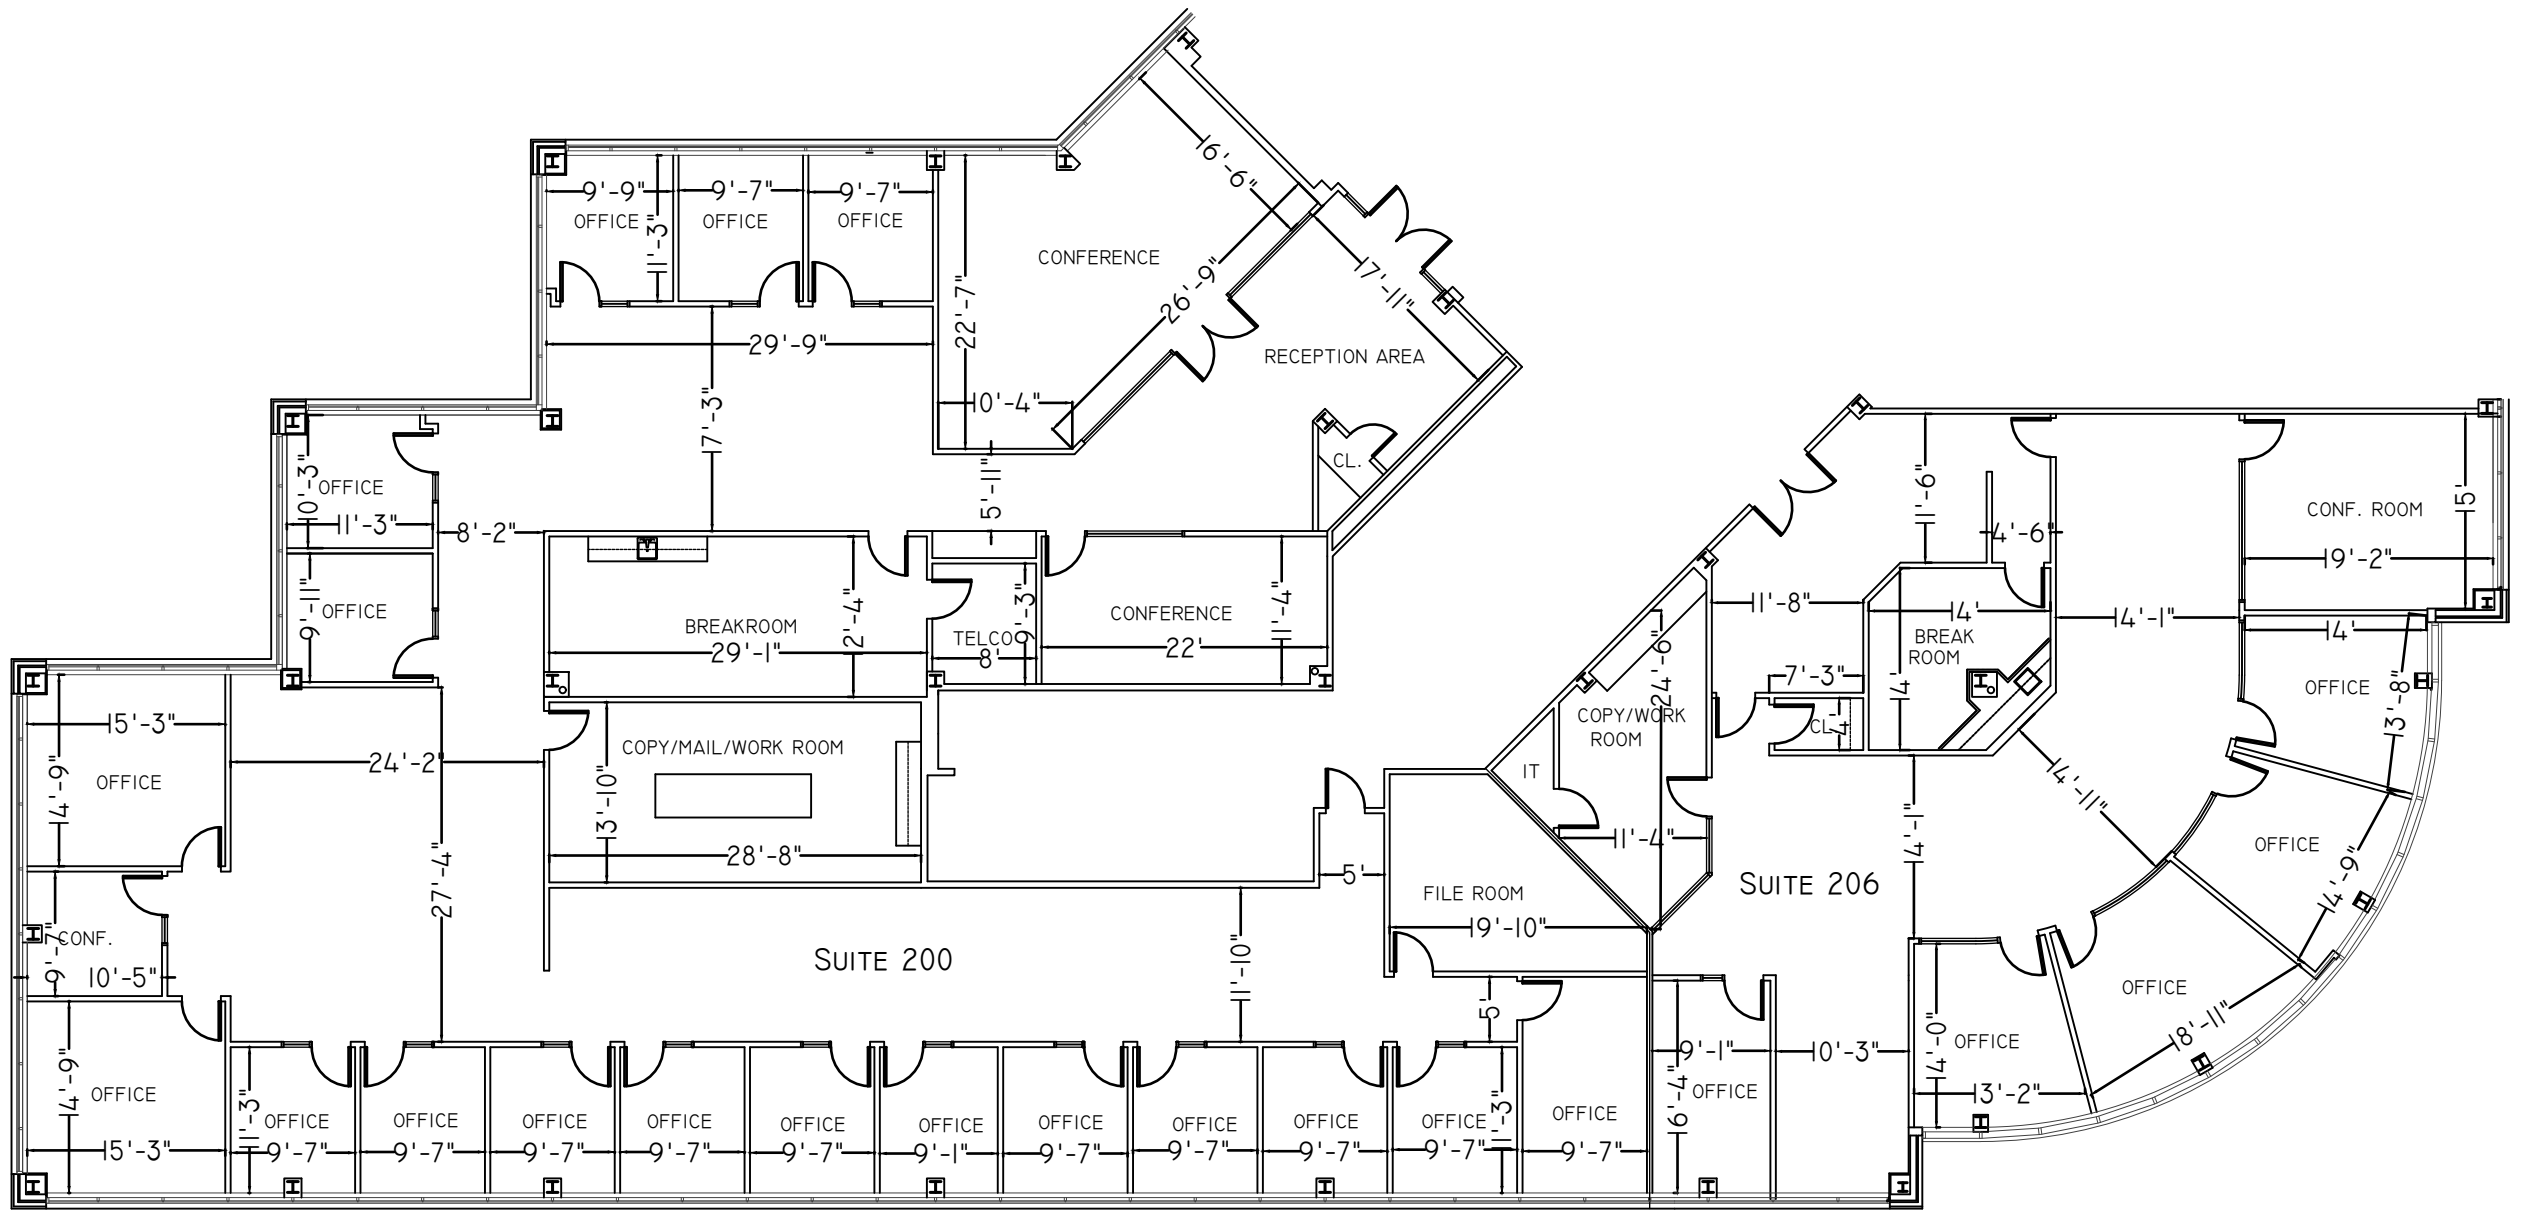 16'-6"
9'-9"
9'-7"
9'-7"
OFFICE
OFFICE
OFFICE
11'-3"
CONFERENCE
26'-9"
17'-11"
22'-7"
29'-9"
RECEPTION AREA
17'-3"
10'-4"
CL.
5'-11"
10'-3"
OFFICE
11'-3"
8'-2"
9'-11"
OFFICE
BREAKROOM
29'-1"
12'-4"
TELCO
9'-3"
8'
CONFERENCE
22'
11'-4"
15'-3"
OFFICE
14'-9"
24'-2"
27'-4"
COPY/MAIL/WORK ROOM
13'-10"
28'-8"
CONF.
9'-7"
10'-5"
SUITE 200
11'-10"
5'
FILE ROOM
19'-10"
5'
14'-9"
OFFICE
15'-3"
11'-3"
OFFICE
9'-7"
OFFICE
9'-7"
OFFICE
9'-7"
OFFICE
9'-7"
OFFICE
9'-7"
OFFICE
9'-1"
OFFICE
9'-7"
OFFICE
9'-7"
OFFICE
9'-7"
OFFICE
9'-7"
11'-3"
OFFICE
9'-7"
11'-6"
4'-6"
CONF. ROOM
15'
19'-2"
11'-8"
14'
14'-1"
14'
BREAK
ROOM
14'
24'-6"
7'-3"
COPY/WORK
ROOM
CL.
4'
IT
11'-4"
OFFICE
13'-8"
14'-11"
14'-1"
OFFICE
14'-9"
SUITE 206
OFFICE
18'-11"
14'-0"
OFFICE
13'-2"
9'-1"
OFFICE
16'-4"
10'-3"